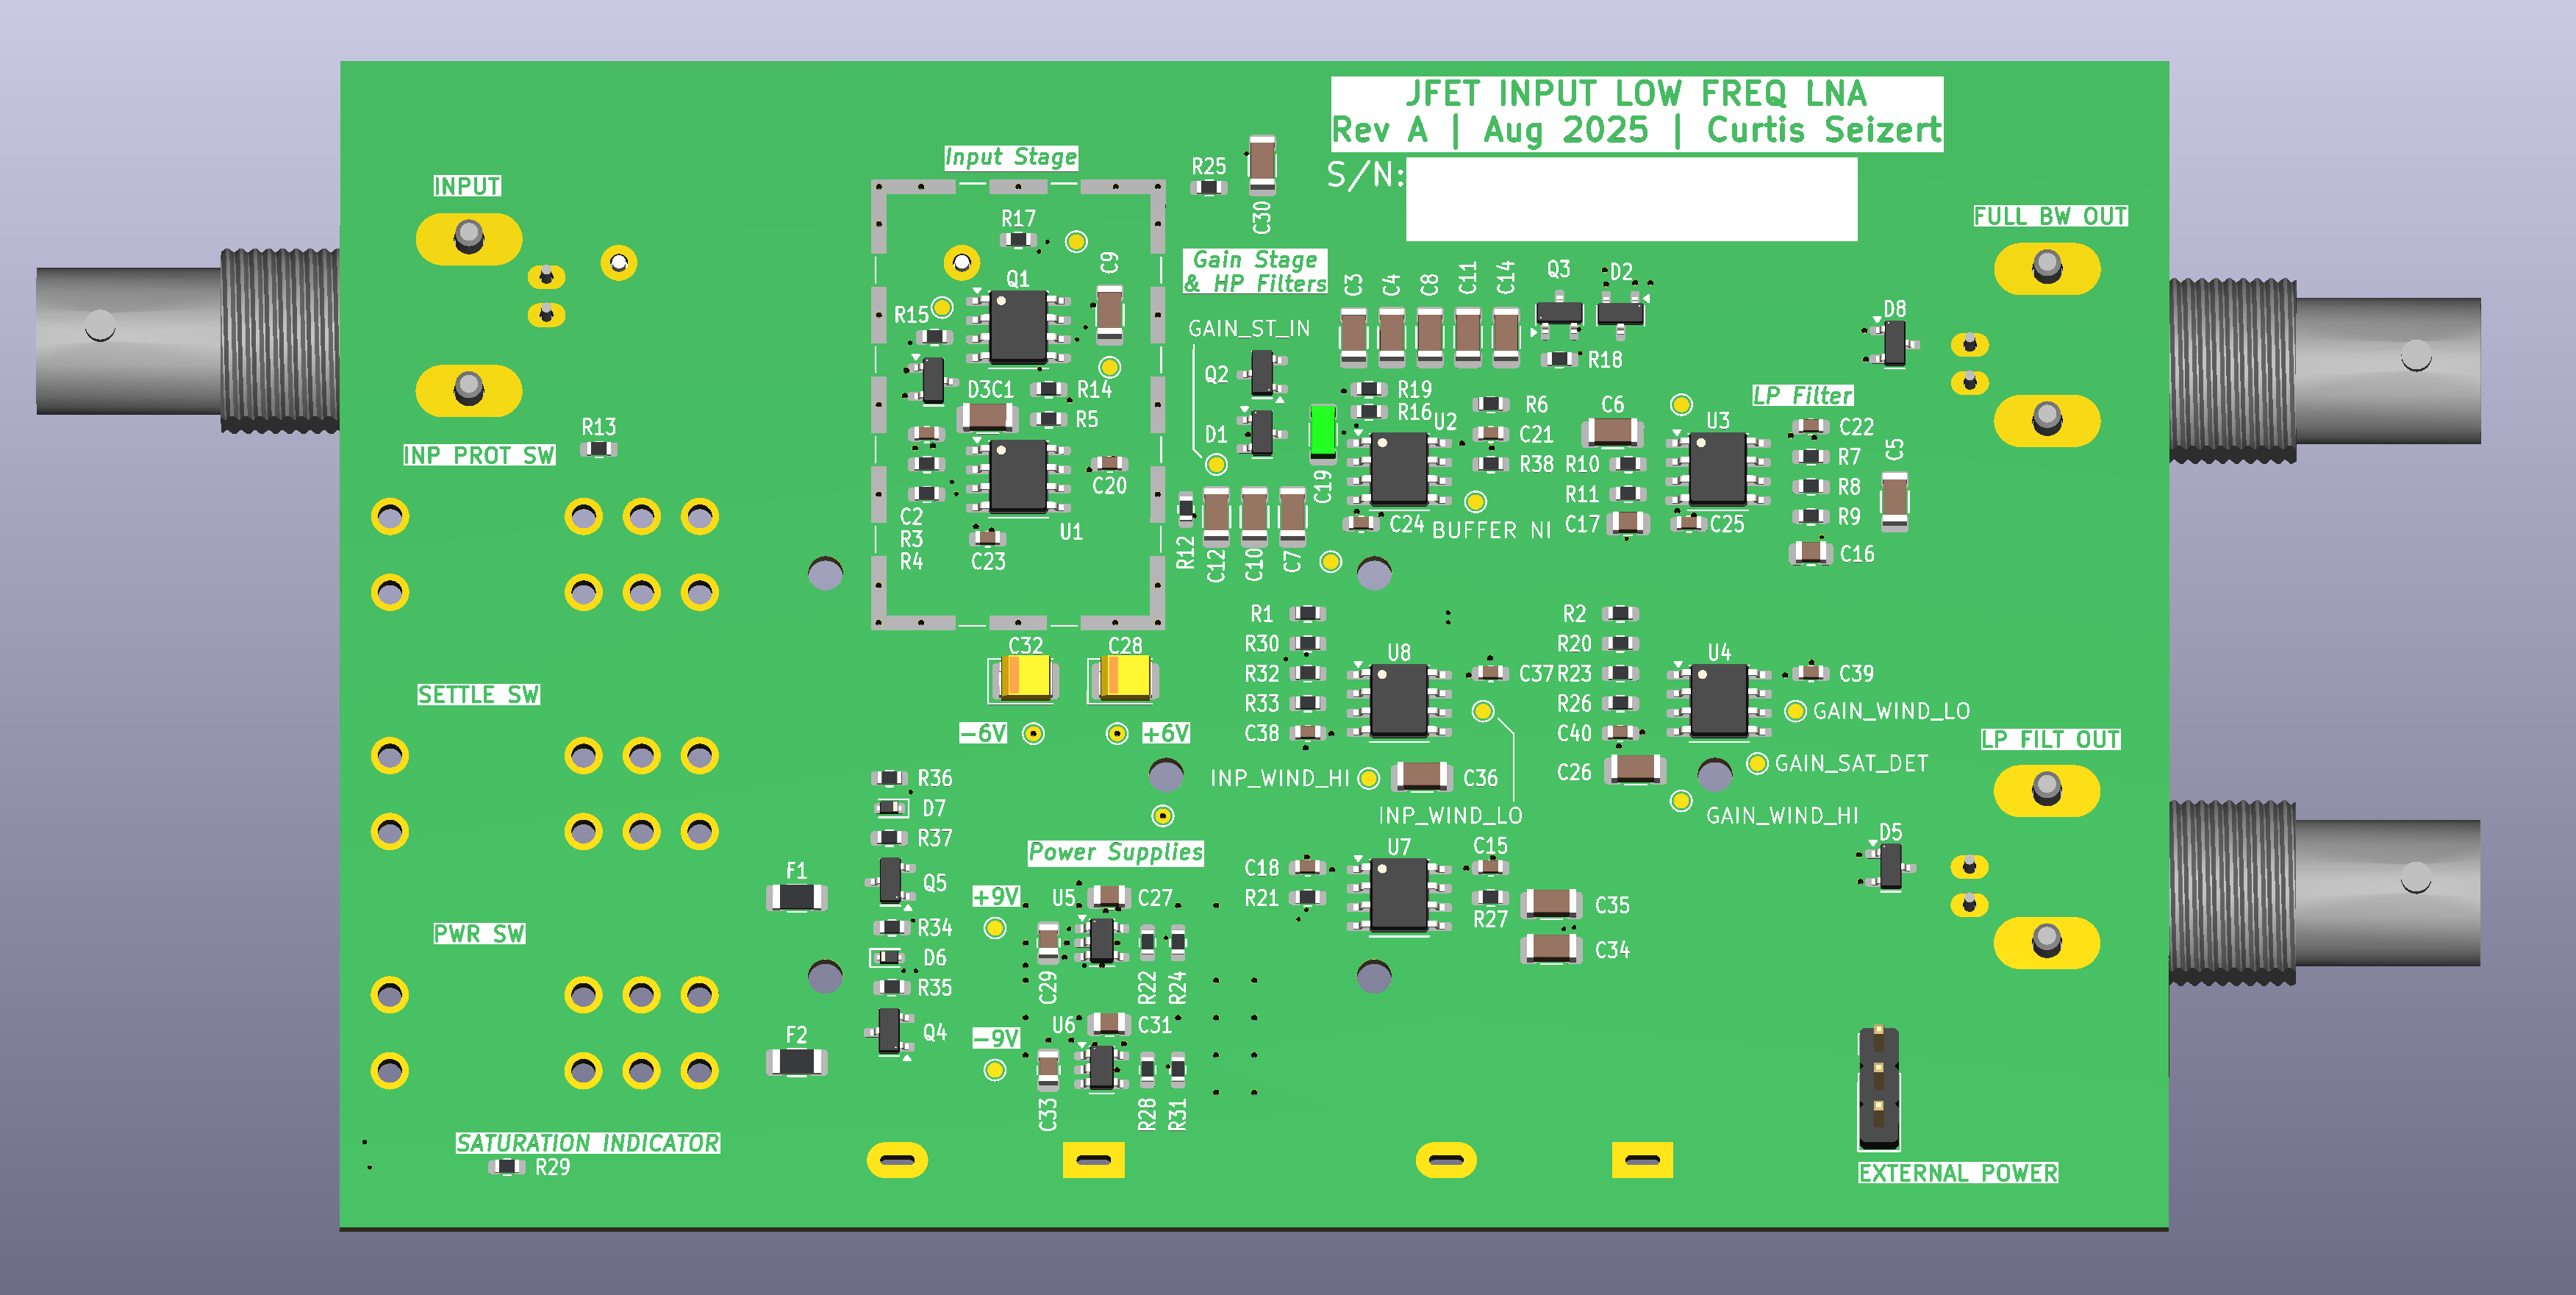 JFET INPUT LOW FREQ LNA
Rev A | Aug 2025 | Curtis Seizert
S/N:
Input Stage
R25
C30
INPUT
R17
FULL BW OUT
Gain Stage
& HP Filters
C9
Q1
C3
C4
C8
C11
C14
Q3
D2
R15
GAIN_ST_IN
D8
R18
Q2
D3
C1
R14
R19
LP Filter
R5
R16
U2
R6
C6
U3
C22
R13
D1
C21
INP PROT SW
R38
R10
R7
C5
C20
C19
R11
R8
C2
C24
BUFFER NI
C17
C25
R9
R3
U1
R4
C23
R12
C12
C10
C7
C16
R1
R2
C32
C28
R30
R20
U8
U4
R32
C37
R23
C39
SETTLE SW
R33
R26
GAIN_WIND_LO
-6V
+6V
C38
C40
LP FILT OUT
GAIN_SAT_DET
R36
INP_WIND_HI
C36
C26
D7
INP_WIND_LO
GAIN_WIND_HI
R37
Power Supplies
U7
C15
D5
F1
C18
Q5
+9V
U5
C27
R21
R27
C35
R34
PWR SW
D6
C34
R35
C29
R22
R24
F2
Q4
-9V
U6
C31
C33
R28
R31
SATURATION INDICATOR
R29
EXTERNAL POWER